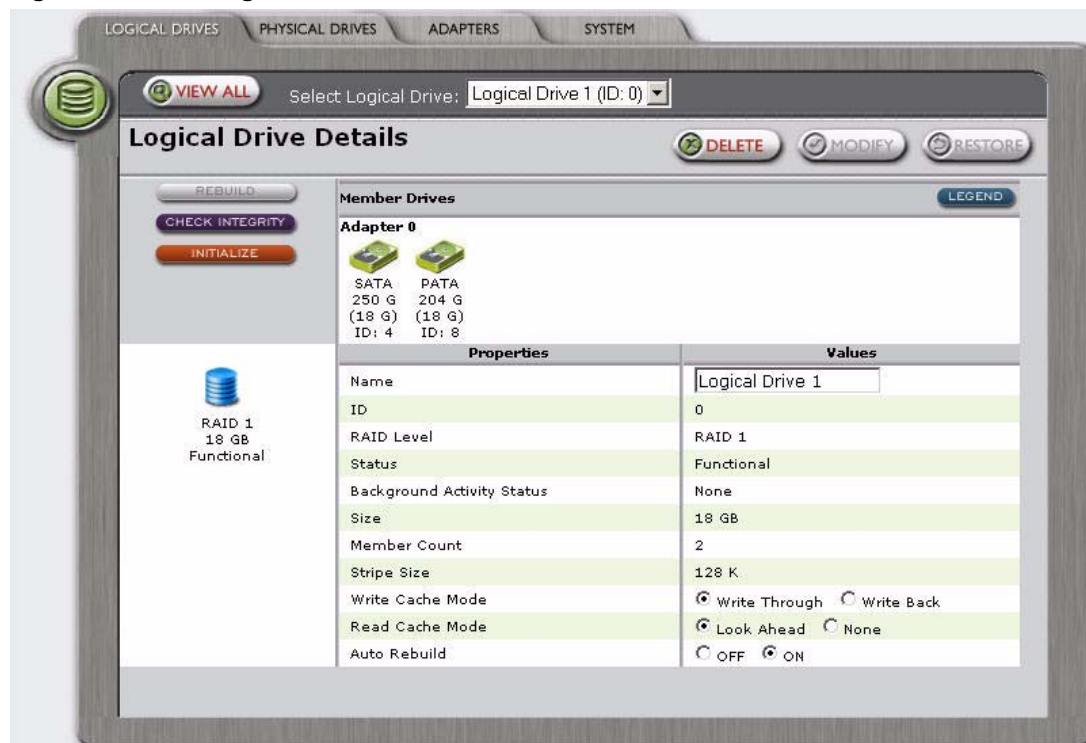 LOGICAL DRIVES PHYSICAL DRIVES ADAPTERS SYSTEM
VIEW ALL Select Logical Drive: Logical Drive 1 (ID: 0)
Logical Drive Details DELETE MODIFY RESTORE
REBUILD
CHECK INTEGRITY
INITIALIZE
Member Drives LEGEND
Adapter 0
SATA PATA
250 G 204 G
(18 G) (18 G)
ID: 4 ID: 8
RAID 1
18 GB
Functional
Properties Values
Name Logical Drive 1
ID 0
RAID Level RAID 1
Status Functional
Background Activity Status None
Size 18 GB
Member Count 2
Stripe Size 128 K
Write Cache Mode Write Through Write Back
Read Cache Mode Look Ahead None
Auto Rebuild OFF ON